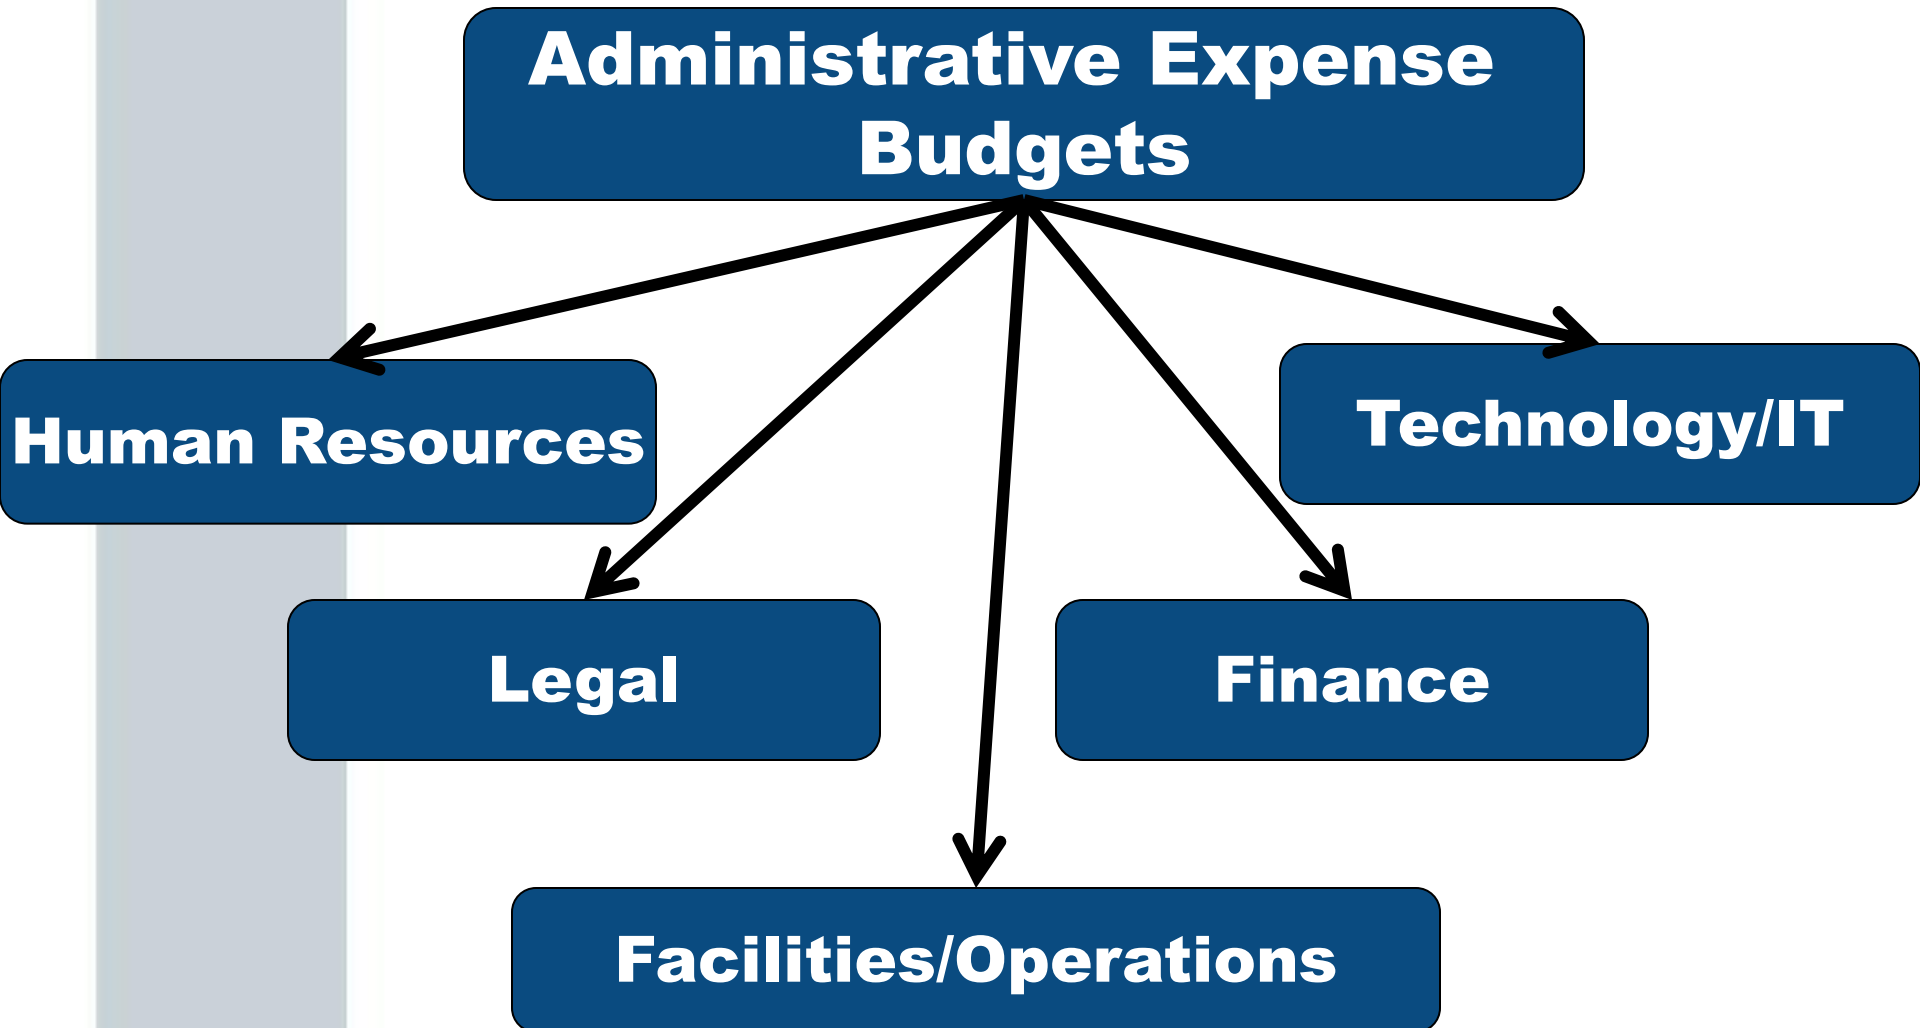 Administrative Expense
Budgets
Human Resources
Technology/IT
Legal
Finance
Facilities/Operations